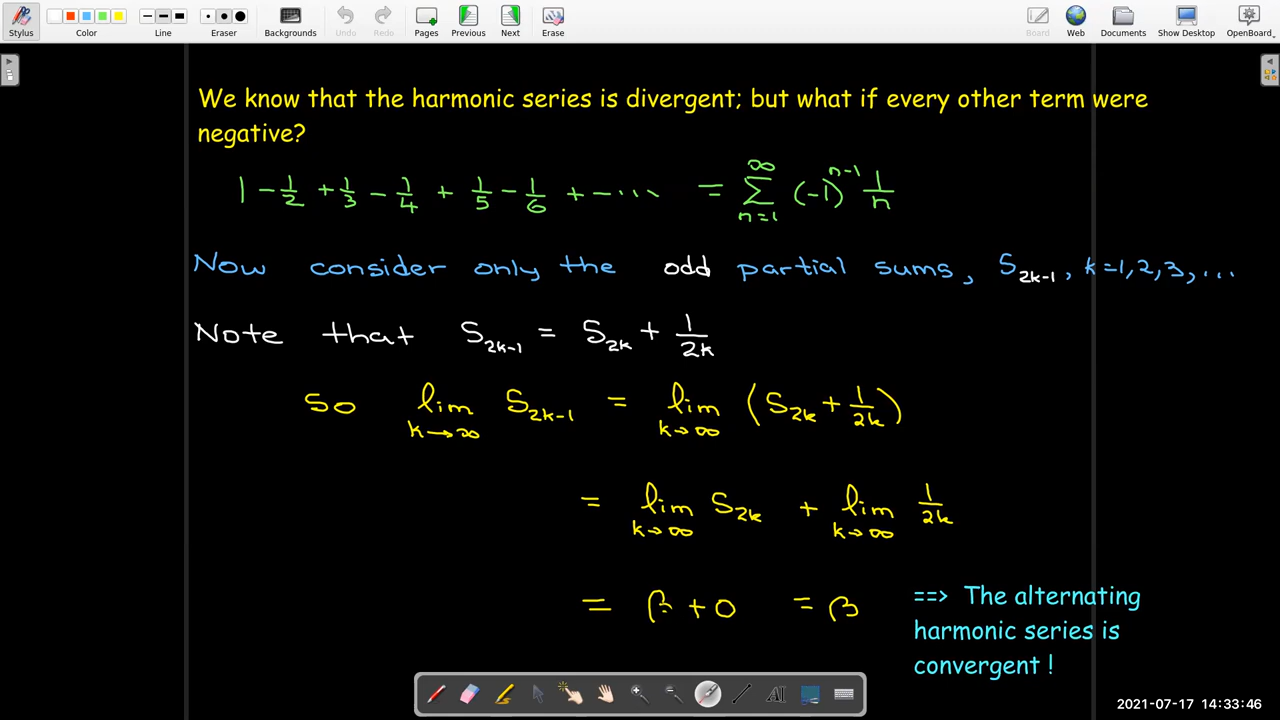 Stylus Color Line Eraser Backgrounds Undo Redo Pages Previous Next Erase Board Web Documents Show Desktop OpenBoard
We know that the harmonic series is divergent; but what if every other term were
negative?
1 - 1/2 + 1/3 - 1/4 + 1/5 - 1/6 + - ··· = ∑_{n=1}^{∞} (-1)^{n-1} 1/n
Now consider only the odd partial sums, S_{2k-1}, k=1,2,3,...
Note that S_{2k-1} = S_{2k} + 1/2k
So lim_{k→∞} S_{2k-1} = lim_{k→∞} (S_{2k} + 1/2k)
= lim_{k→∞} S_{2k} + lim_{k→∞} 1/2k
= β + 0 = β
==> The alternating
harmonic series is
convergent !
2021-07-17 14:33:46